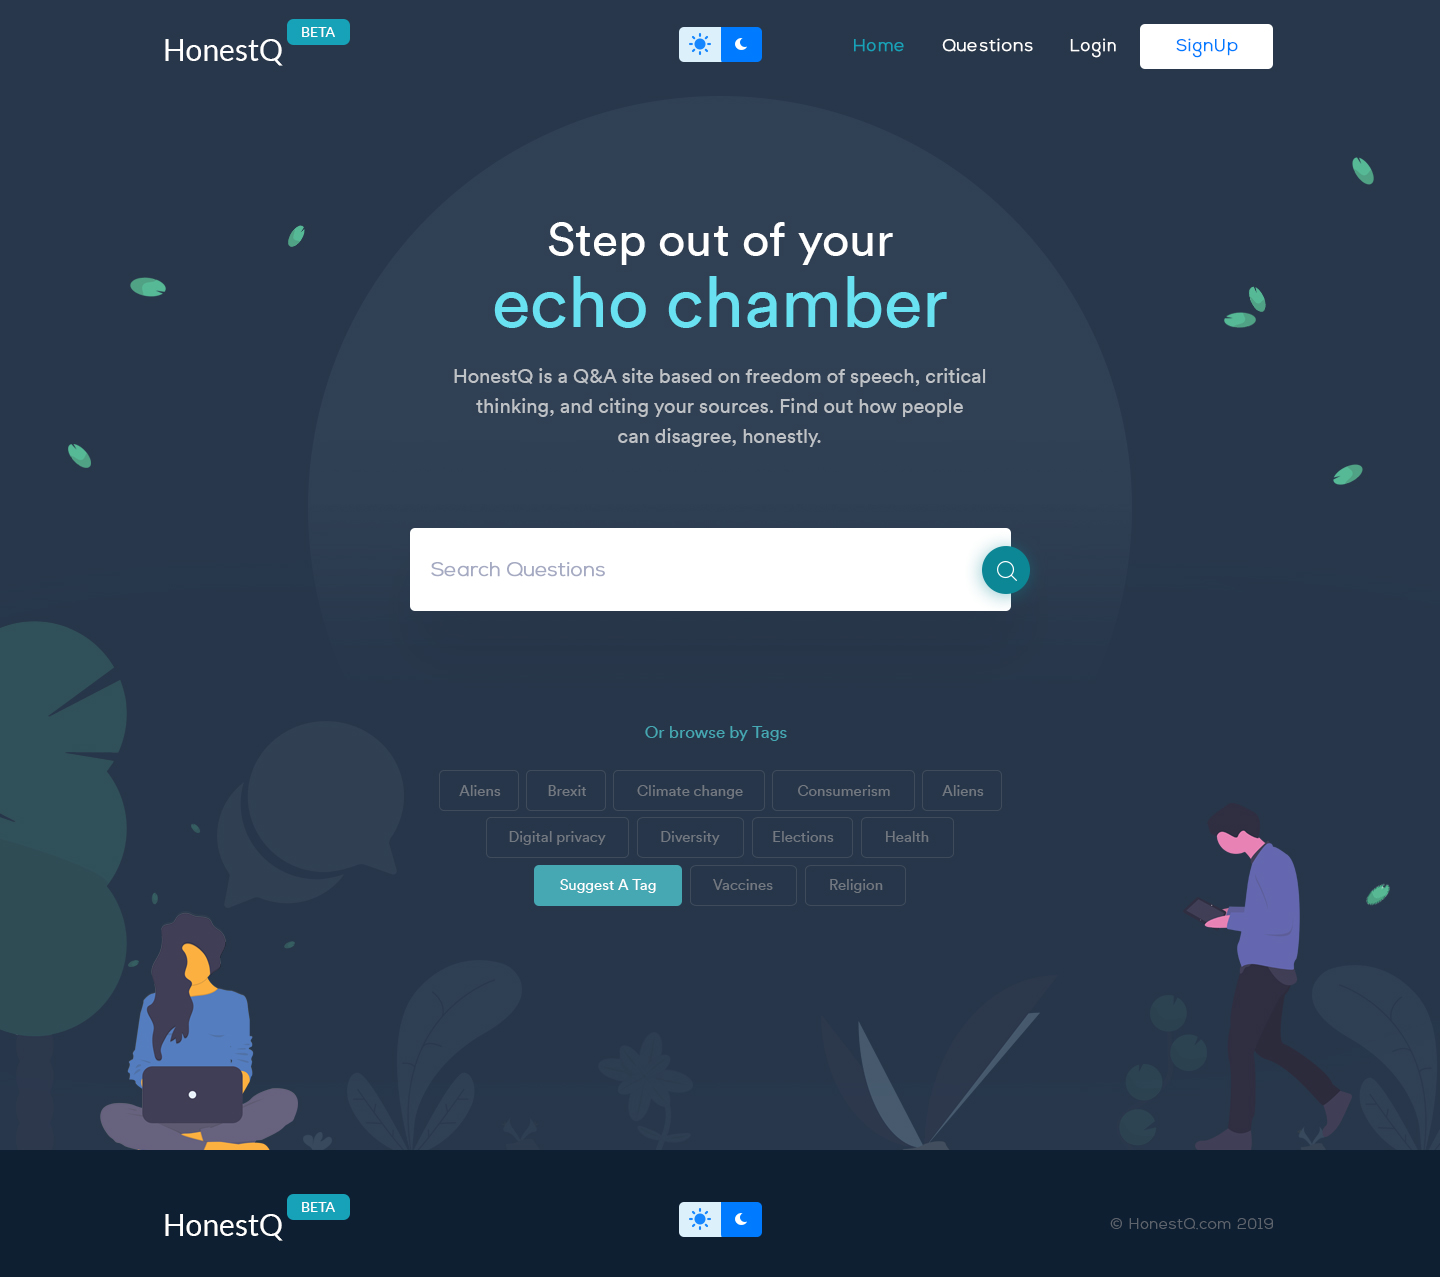 HonestQ BETA
Home Questions Login SignUp
Step out of your
echo chamber
HonestQ is a Q&A site based on freedom of speech, critical
thinking, and citing your sources. Find out how people
can disagree, honestly.
Search Questions
Or browse by Tags
Aliens Brexit Climate change Consumerism Aliens
Digital privacy Diversity Elections Health
Suggest A Tag Vaccines Religion
HonestQ BETA
© HonestQ.com 2019